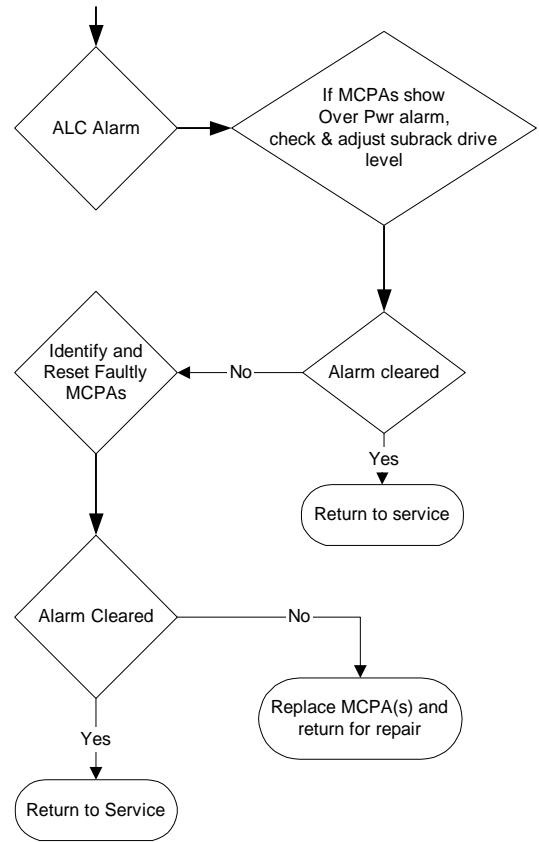 ALC Alarm
If MCPAs show
Over Pwr alarm,
check & adjust subrack drive
level
Identify and
Reset Faultly
MCPAs
No
Alarm cleared
Yes
Return to service
Alarm Cleared
No
Replace MCPA(s) and
return for repair
Yes
Return to Service